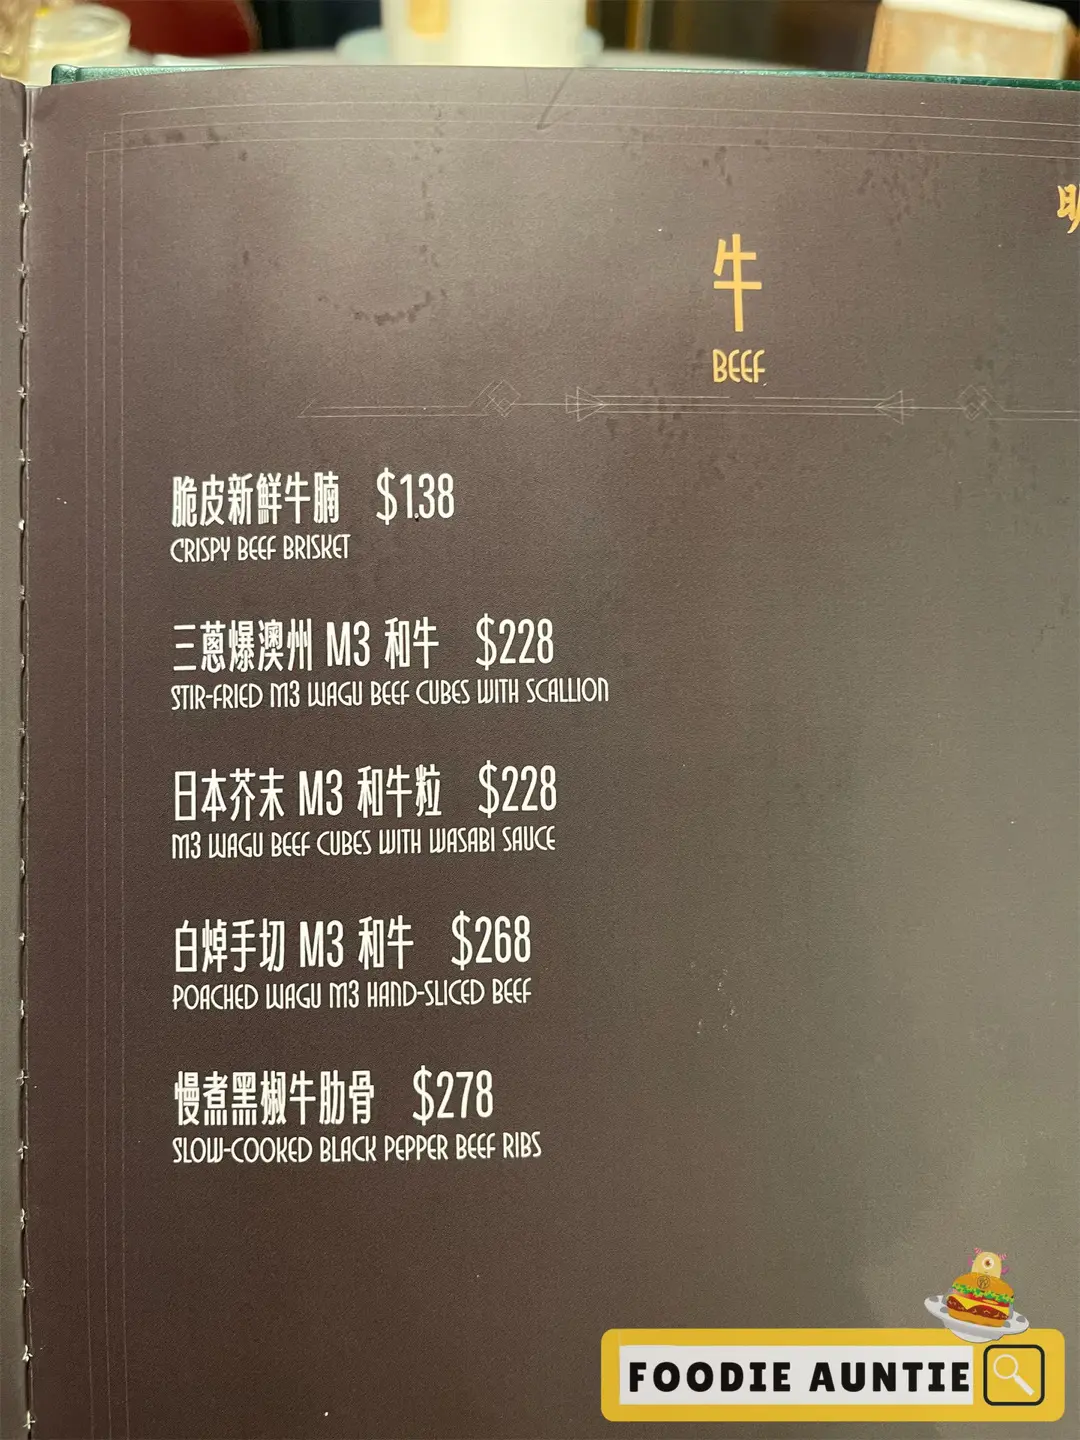 牛
BEEF
脆皮新鮮牛腩 $138
CRISPY BEEF BRISKET
三蔥爆澳州 M3 和牛 $228
STIR-FRIED M3 WAGU BEEF CUBES WITH SCALLION
日本芥末 M3 和牛粒 $228
M3 WAGU BEEF CUBES WITH WASABI SAUCE
白焯手切 M3 和牛 $268
POACHED WAGU M3 HAND-SLICED BEEF
慢煮黑椒牛肋骨 $278
SLOW-COOKED BLACK PEPPER BEEF RIBS
FOODIE AUNTIE